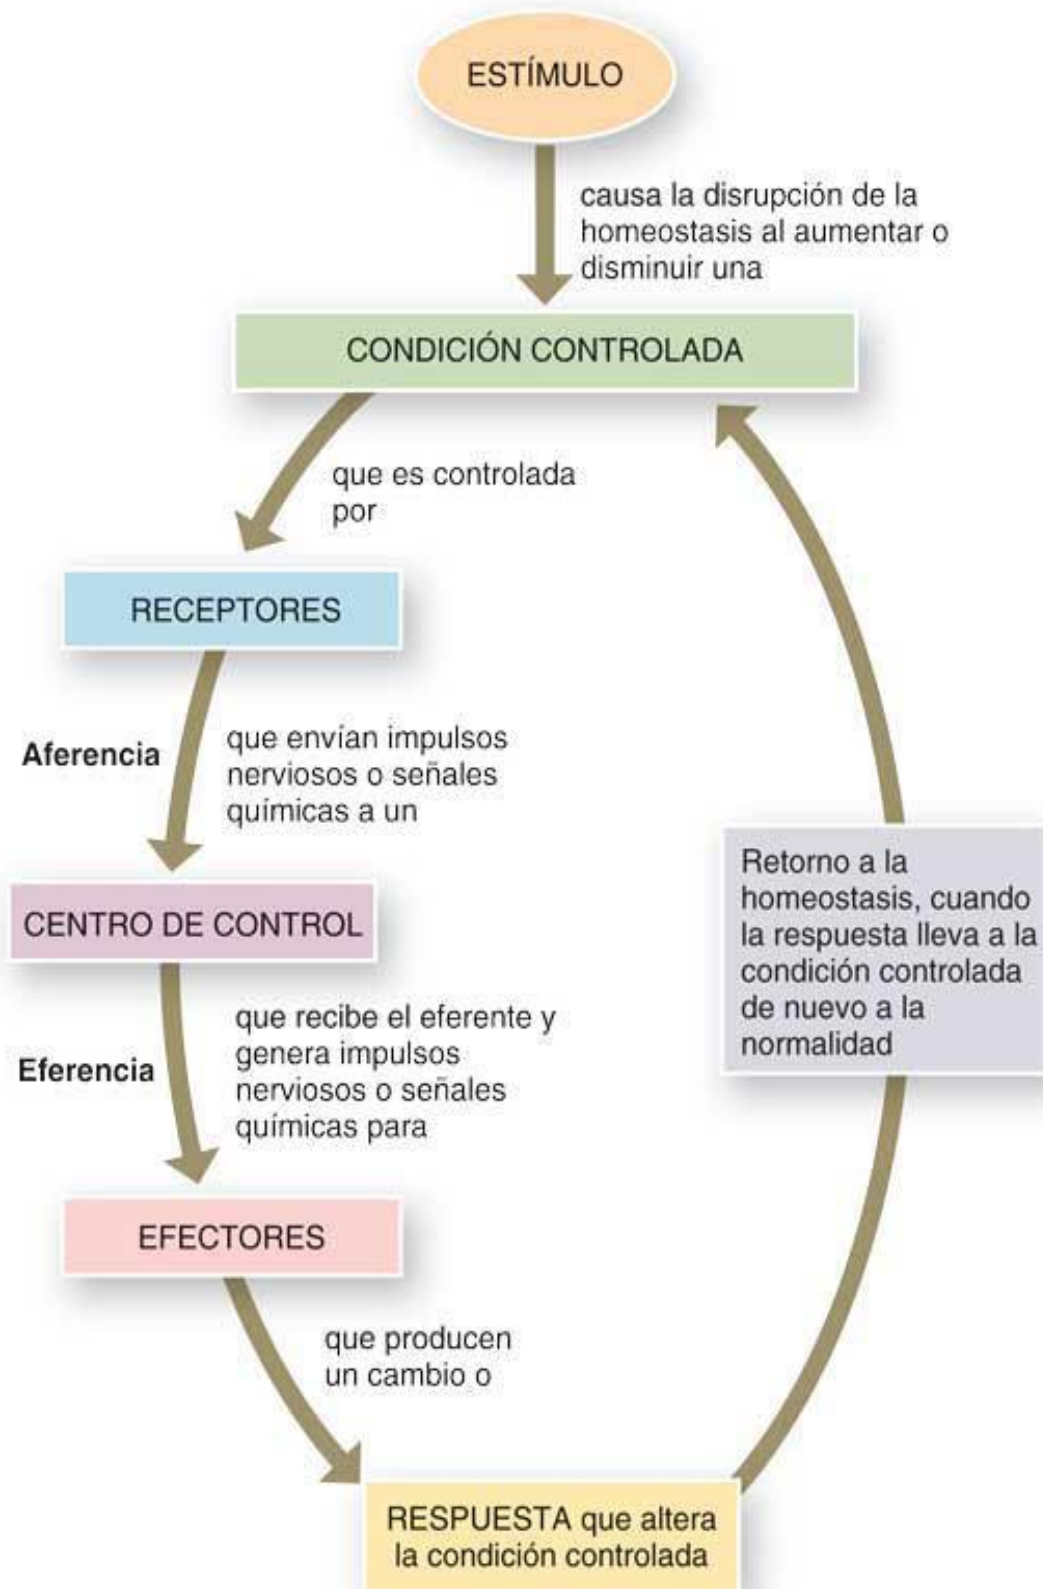 ESTÍMULO
causa la disrupción de la
homeostasis al aumentar o
disminuir una
CONDICIÓN CONTROLADA
que es controlada
por
RECEPTORES
Aferencia
que envían impulsos
nerviosos o señales
químicas a un
CENTRO DE CONTROL
Eferencia
que recibe el eferente y
genera impulsos
nerviosos o señales
químicas para
EFECTORES
que producen
un cambio o
RESPUESTA que altera
la condición controlada
Retorno a la
homeostasis, cuando
la respuesta lleva a la
condición controlada
de nuevo a la
normalidad